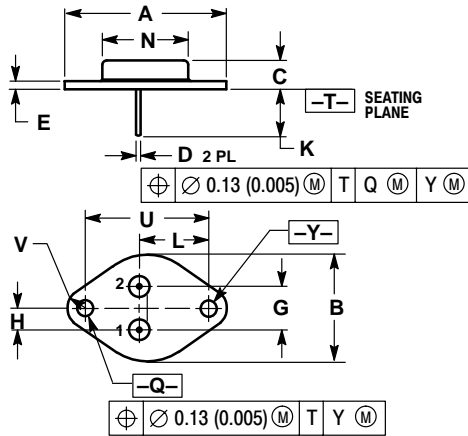 A
N
C
E
–T– SEATING PLANE
K
D 2 PL
⌖ ∅ 0.13 (0.005) Ⓜ T Q Ⓜ Y Ⓜ
U
V
L
–Y–
2
H
G
B
1
–Q–
⌖ ∅ 0.13 (0.005) Ⓜ T Y Ⓜ